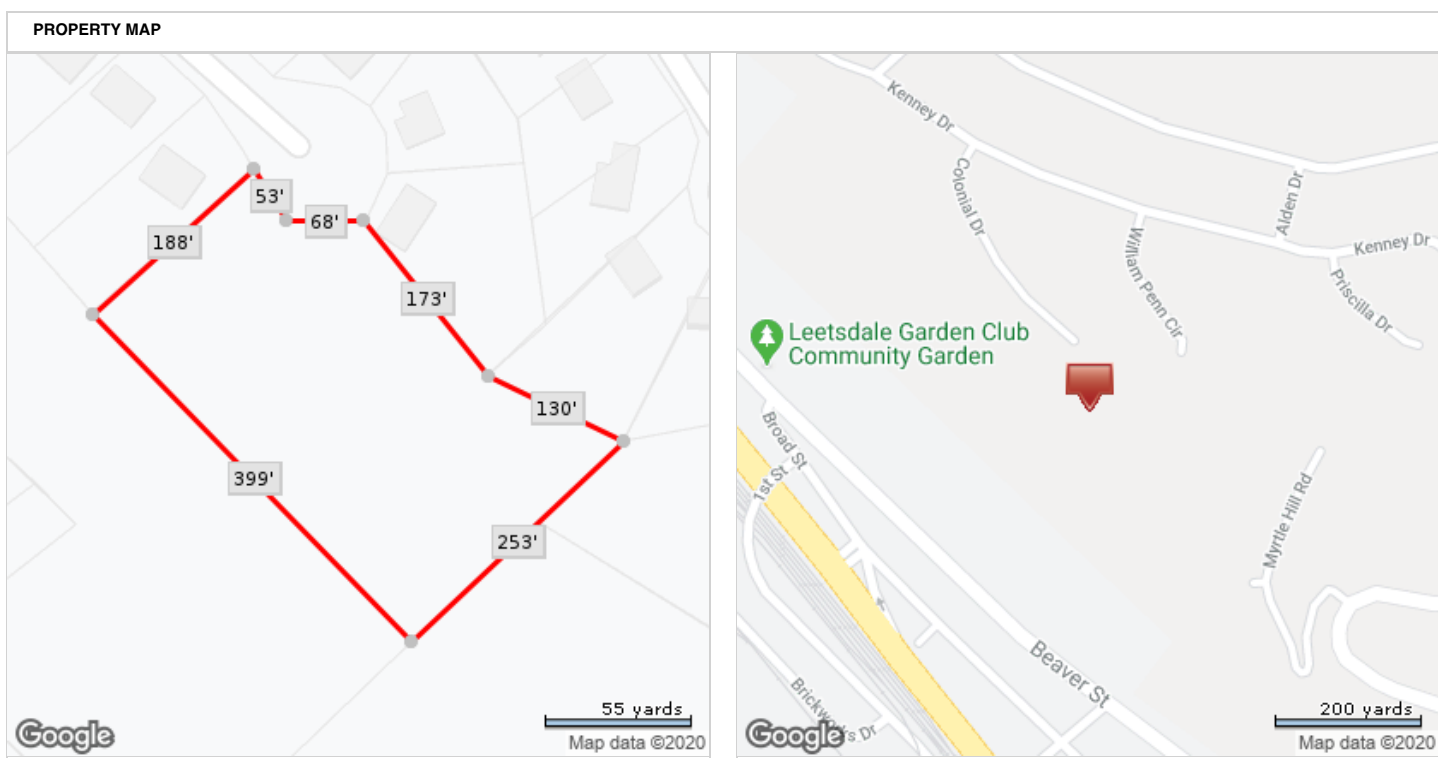 PROPERTY MAP
53'
68'
188'
173'
130'
399'
253'
55 yards
Google
Map data ©2020
Kenney Dr
Colonial Dr
Alden Dr
William Penn Cir
Kenney Dr
Priscilla Dr
Leetsdale Garden Club
Community Garden
Broad St
1st St
Myrtle Hill Rd
Beaver St
Brickworks Dr
200 yards
Google
Map data ©2020